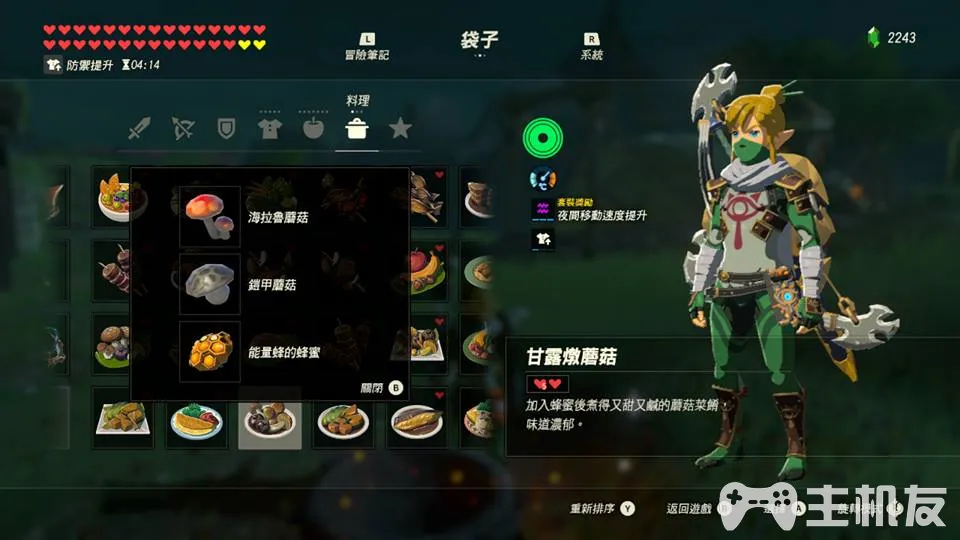 L
冒險筆記
袋子
R
系統
2243
防禦提升 04:14
料理
海拉魯蘑菇
鎧甲蘑菇
能量蜂的蜂蜜
關閉 B
套裝獎勵
夜間移動速度提升
甘露燉蘑菇
加入蜂蜜後煮得又甜又鹹的蘑菇菜餚，
味道濃郁。
重新排序 Y
返回遊戲
主机友